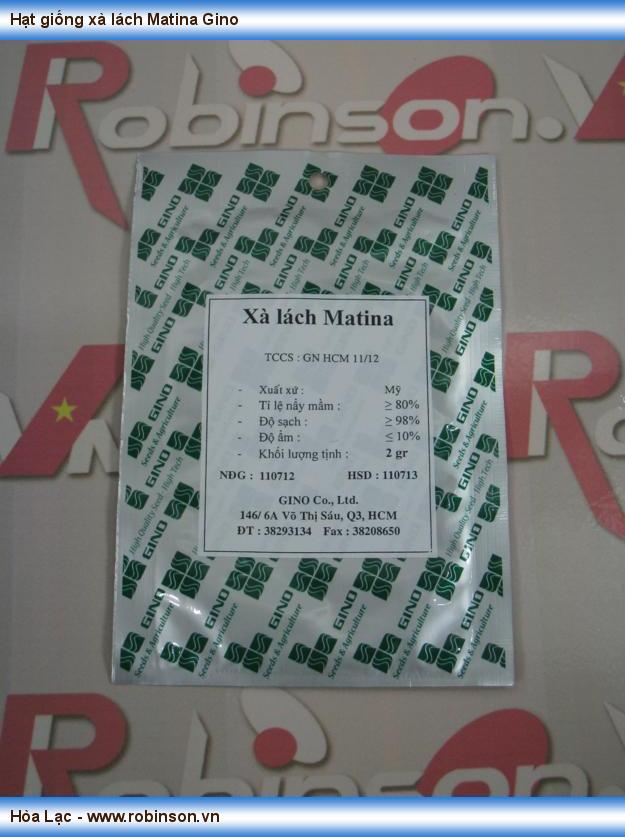 Hạt giống xà lách Matina Gino
Robinson.V
GINO
Seeds & Agriculture
High Quality Seed High Tech
Xà lách Matina
TCCS : GN HCM 11/12
- Xuất xứ : Mỹ
- Tỉ lệ nẩy mầm : ≥ 80%
- Độ sạch : ≥ 98%
- Độ ẩm : ≤ 10%
- Khối lượng tịnh : 2 gr
NĐG : 110712 HSD : 110713
GINO Co., Ltd.
146/ 6A Võ Thị Sáu, Q3, HCM
ĐT : 38293134 Fax : 38208650
Robinson
Hòa Lạc - www.robinson.vn